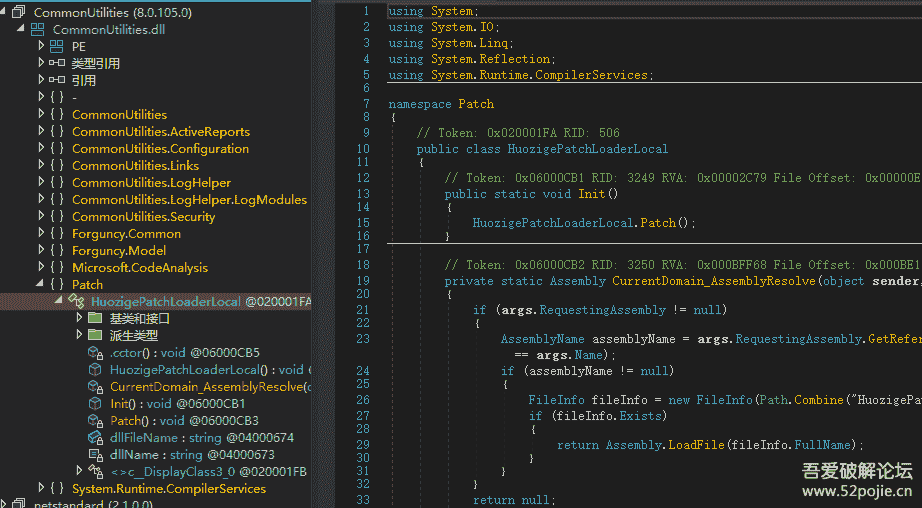 CommonUtilities (8.0.105.0)
CommonUtilities.dll
PE
类型引用
引用
{ } -
{ } CommonUtilities
{ } CommonUtilities.ActiveReports
{ } CommonUtilities.Configuration
{ } CommonUtilities.Links
{ } CommonUtilities.LogHelper
{ } CommonUtilities.LogHelper.LogModules
{ } CommonUtilities.Security
{ } Forguncy.Common
{ } Forguncy.Model
{ } Microsoft.CodeAnalysis
{ } Patch
HuozigePatchLoaderLocal @020001FA
基类和接口
派生类型
.cctor() : void @06000CB5
HuozigePatchLoaderLocal() : void
CurrentDomain_AssemblyResolve(
Init() : void @06000CB1
Patch() : void @06000CB3
dllFileName : string @04000674
dllName : string @04000673
<>c__DisplayClass3_0 @020001FB
{ } System.Runtime.CompilerServices
netstandard (2.1.0.0)
1 using System;
2 using System.IO;
3 using System.Linq;
4 using System.Reflection;
5 using System.Runtime.CompilerServices;
6
7 namespace Patch
8 {
9 // Token: 0x020001FA RID: 506
10 public class HuozigePatchLoaderLocal
11 {
12 // Token: 0x06000CB1 RID: 3249 RVA: 0x00002C79 File Offset: 0x00000E
13 public static void Init()
14 {
15 HuozigePatchLoaderLocal.Patch();
16 }
17
18 // Token: 0x06000CB2 RID: 3250 RVA: 0x000BFF68 File Offset: 0x000BE1
19 private static Assembly CurrentDomain_AssemblyResolve(object sender,
20 {
21 if (args.RequestingAssembly != null)
22 {
23 AssemblyName assemblyName = args.RequestingAssembly.GetRefer
== args.Name);
24 if (assemblyName != null)
25 {
26 FileInfo fileInfo = new FileInfo(Path.Combine("HuozigePa
27 if (fileInfo.Exists)
28 {
29 return Assembly.LoadFile(fileInfo.FullName);
30 }
31 }
32 }
33 return null;
吾爱破解论坛
www.52pojie.cn